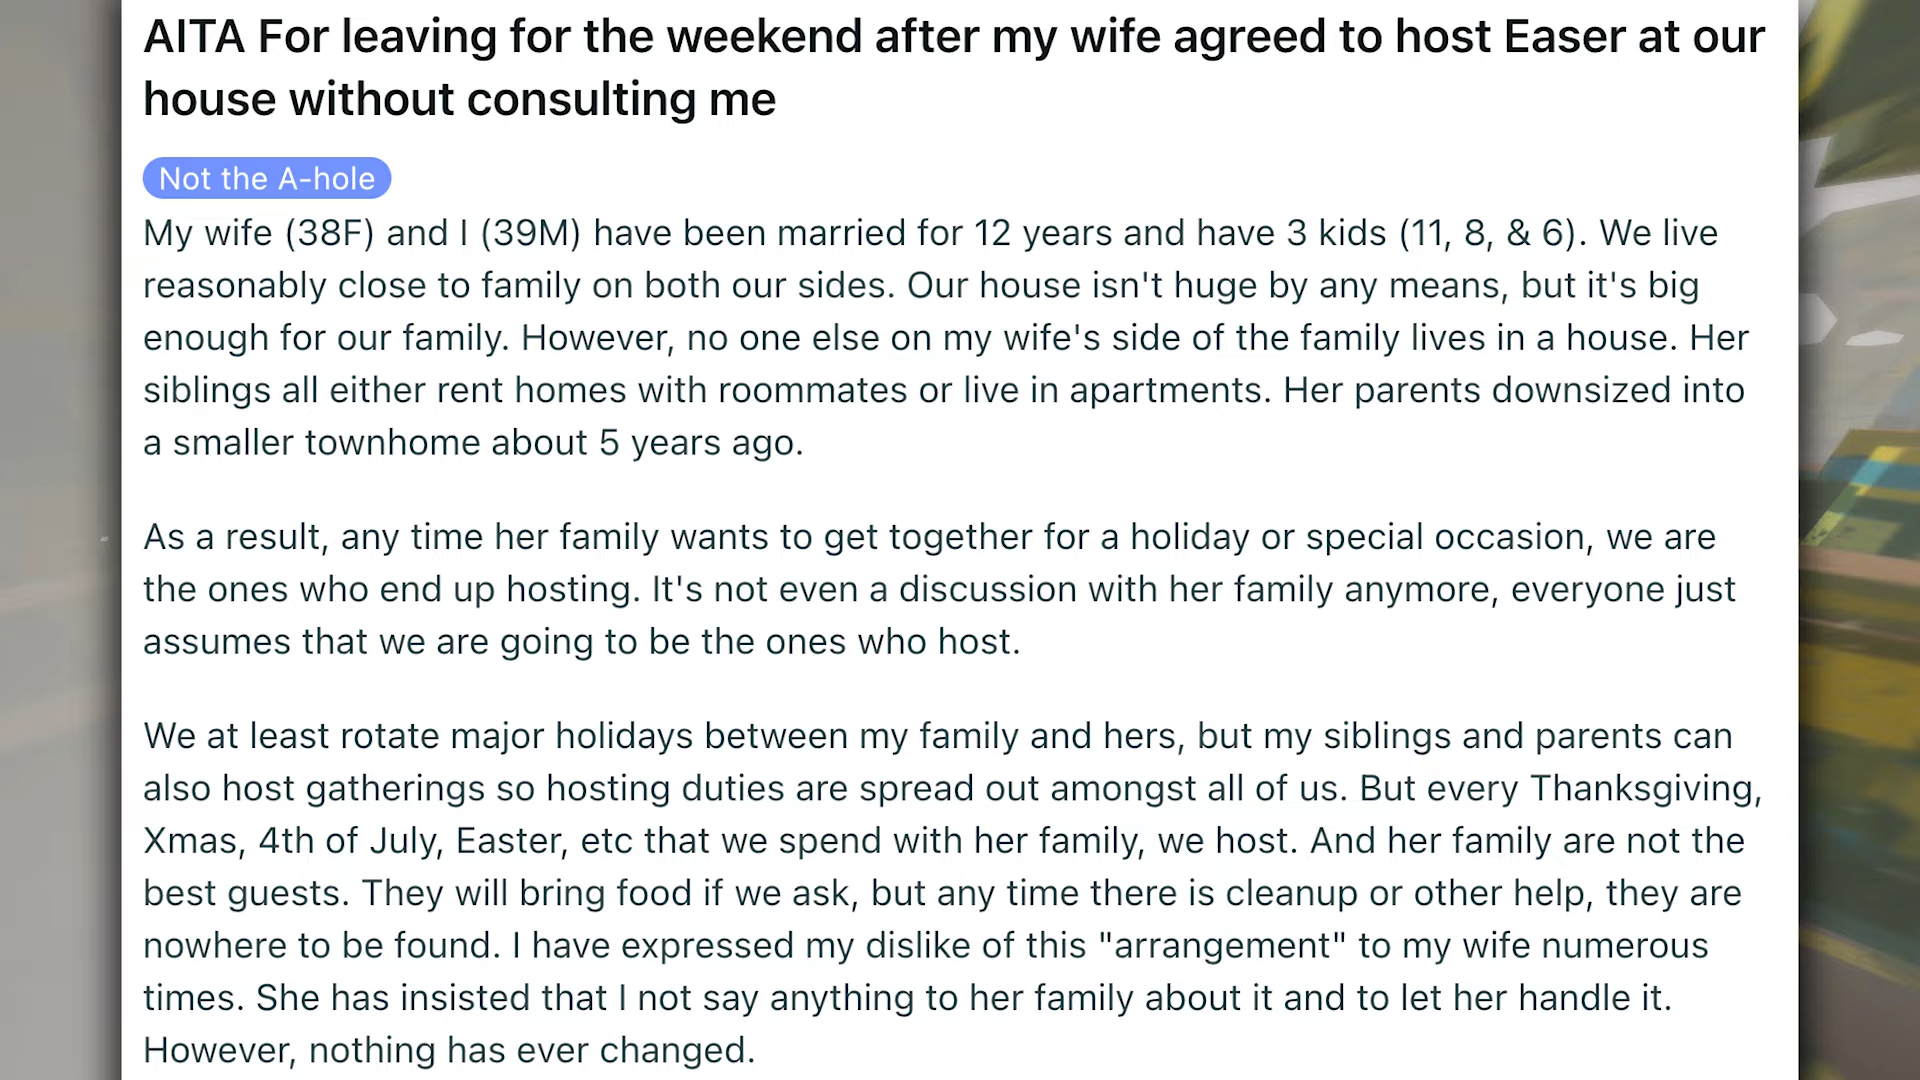 AITA For leaving for the weekend after my wife agreed to host Easer at our
house without consulting me
Not the A-hole
My wife (38F) and I (39M) have been married for 12 years and have 3 kids (11, 8, & 6). We live
reasonably close to family on both our sides. Our house isn't huge by any means, but it's big
enough for our family. However, no one else on my wife's side of the family lives in a house. Her
siblings all either rent homes with roommates or live in apartments. Her parents downsized into
a smaller townhome about 5 years ago.
As a result, any time her family wants to get together for a holiday or special occasion, we are
the ones who end up hosting. It's not even a discussion with her family anymore, everyone just
assumes that we are going to be the ones who host.
We at least rotate major holidays between my family and hers, but my siblings and parents can
also host gatherings so hosting duties are spread out amongst all of us. But every Thanksgiving,
Xmas, 4th of July, Easter, etc that we spend with her family, we host. And her family are not the
best guests. They will bring food if we ask, but any time there is cleanup or other help, they are
nowhere to be found. I have expressed my dislike of this "arrangement" to my wife numerous
times. She has insisted that I not say anything to her family about it and to let her handle it.
However, nothing has ever changed.